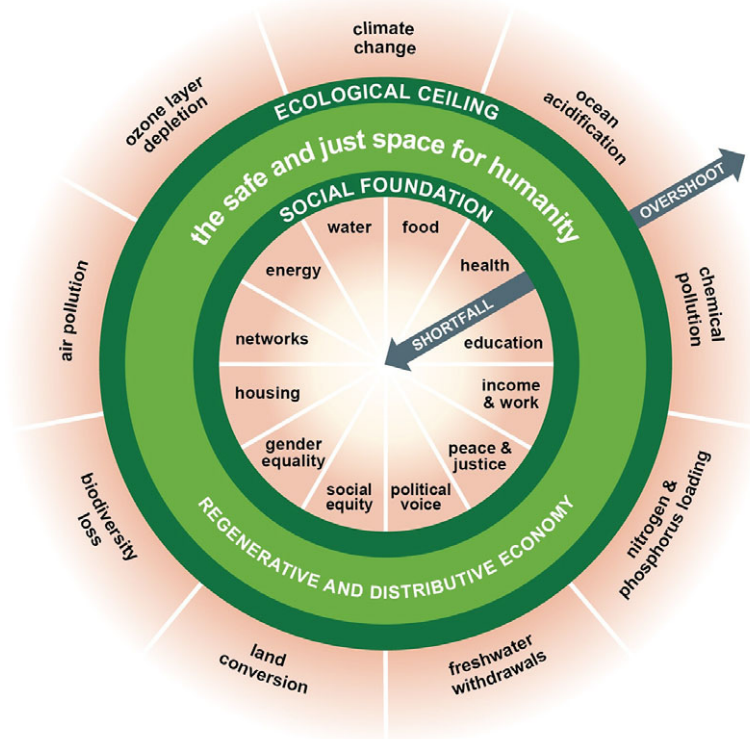 climate
change
ozone layer
depletion
ocean
acidification
ECOLOGICAL CEILING
the safe and just space for humanity
OVERSHOOT
SOCIAL FOUNDATION
water
food
energy
health
SHORTFALL
networks
education
housing
income
& work
gender
equality
peace &
justice
social
equity
political
voice
air pollution
chemical
pollution
REGENERATIVE AND DISTRIBUTIVE ECONOMY
biodiversity
loss
nitrogen &
phosphorus loading
land
conversion
freshwater
withdrawals